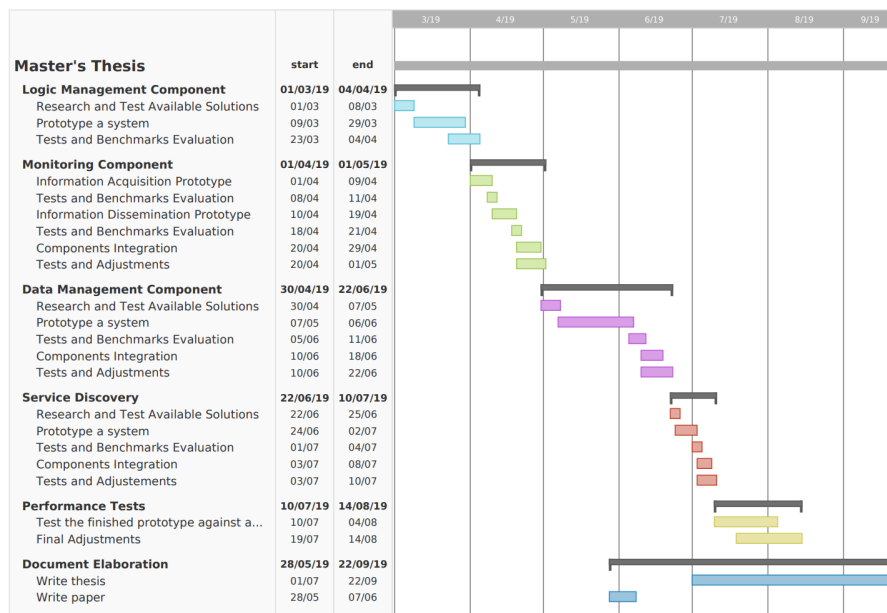 3/19 4/19 5/19 6/19 7/19 8/19 9/19
Master's Thesis start end
Logic Management Component 01/03/19 04/04/19
Research and Test Available Solutions 01/03 08/03
Prototype a system 09/03 29/03
Tests and Benchmarks Evaluation 23/03 04/04
Monitoring Component 01/04/19 01/05/19
Information Acquisition Prototype 01/04 09/04
Tests and Benchmarks Evaluation 08/04 11/04
Information Dissemination Prototype 10/04 19/04
Tests and Benchmarks Evaluation 18/04 21/04
Components Integration 20/04 29/04
Tests and Adjustments 20/04 01/05
Data Management Component 30/04/19 22/06/19
Research and Test Available Solutions 30/04 07/05
Prototype a system 07/05 06/06
Tests and Benchmarks Evaluation 05/06 11/06
Components Integration 10/06 18/06
Tests and Adjustments 10/06 22/06
Service Discovery 22/06/19 10/07/19
Research and Test Available Solutions 22/06 25/06
Prototype a system 24/06 02/07
Tests and Benchmarks Evaluation 01/07 04/07
Components Integration 03/07 08/07
Tests and Adjustements 03/07 10/07
Performance Tests 10/07/19 14/08/19
Test the finished prototype against a... 10/07 04/08
Final Adjustments 19/07 14/08
Document Elaboration 28/05/19 22/09/19
Write thesis 01/07 22/09
Write paper 28/05 07/06